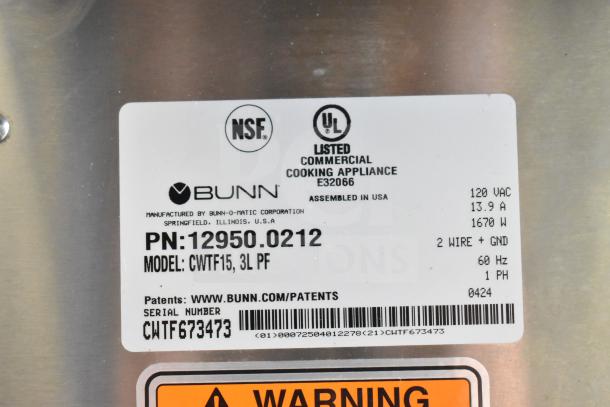 NSF®
UL
LISTED
COMMERCIAL
COOKING APPLIANCE
E32066
BUNN
ASSEMBLED IN USA
MANUFACTURED BY BUNN-O-MATIC CORPORATION
SPRINGFIELD, ILLINOIS, U.S.A
120 VAC
13.9 A
1670 W
2 WIRE + GND
60 Hz
1 PH
0424
PN:12950.0212
MODEL: CWTF15, 3L PF
Patents: WWW.BUNN.COM/PATENTS
SERIAL NUMBER
CWTF673473
(01)00072504012278(21)CWTF673473
WARNING